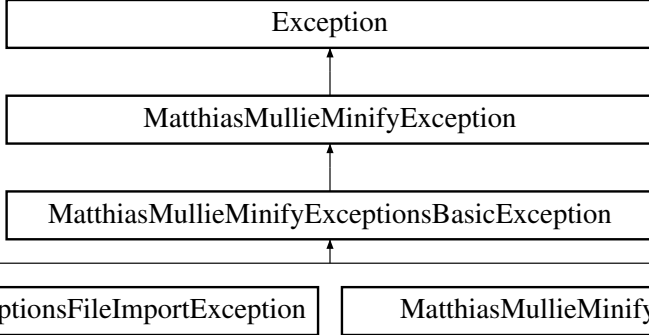 Exception
MatthiasMullieMinifyException
MatthiasMullieMinifyExceptionsBasicException
ptionsFileImportException MatthiasMullieMinify